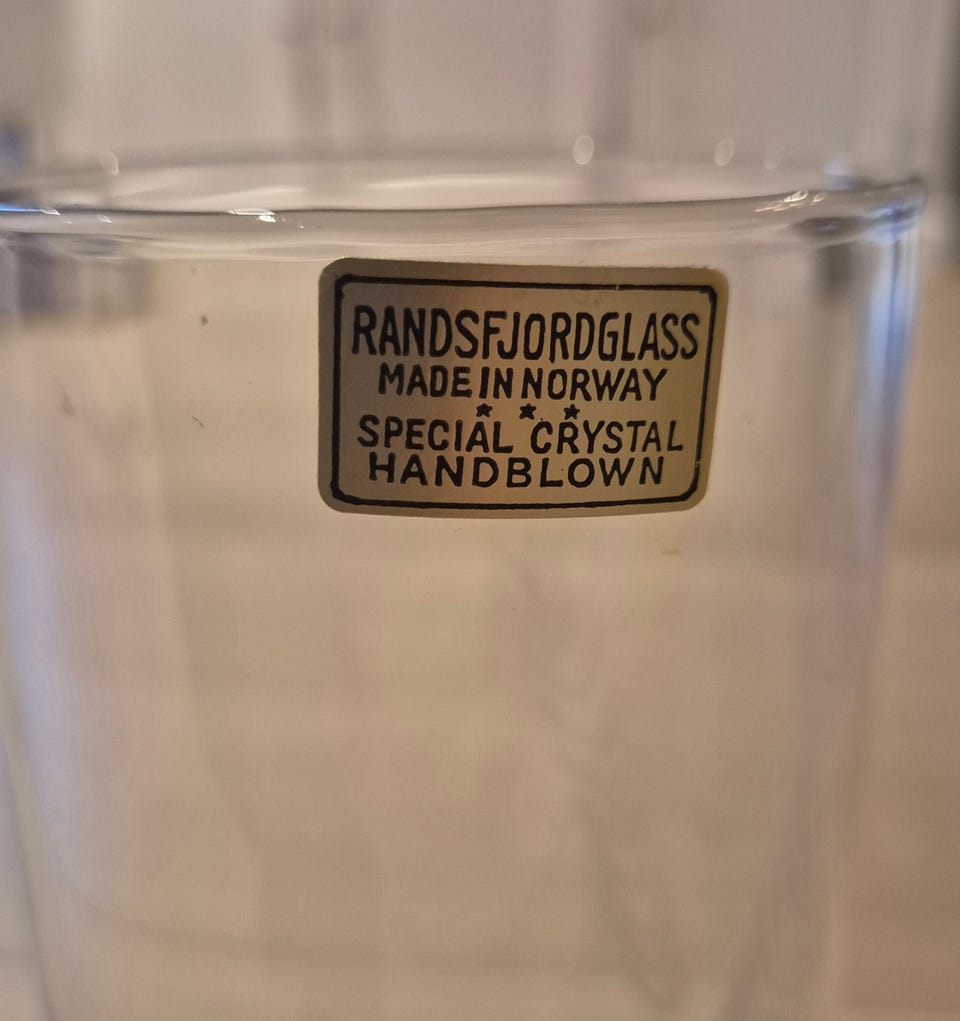 RANDSFJORDGLASS
MADE IN NORWAY
★ ★ ★
SPECIAL CRYSTAL
HANDBLOWN